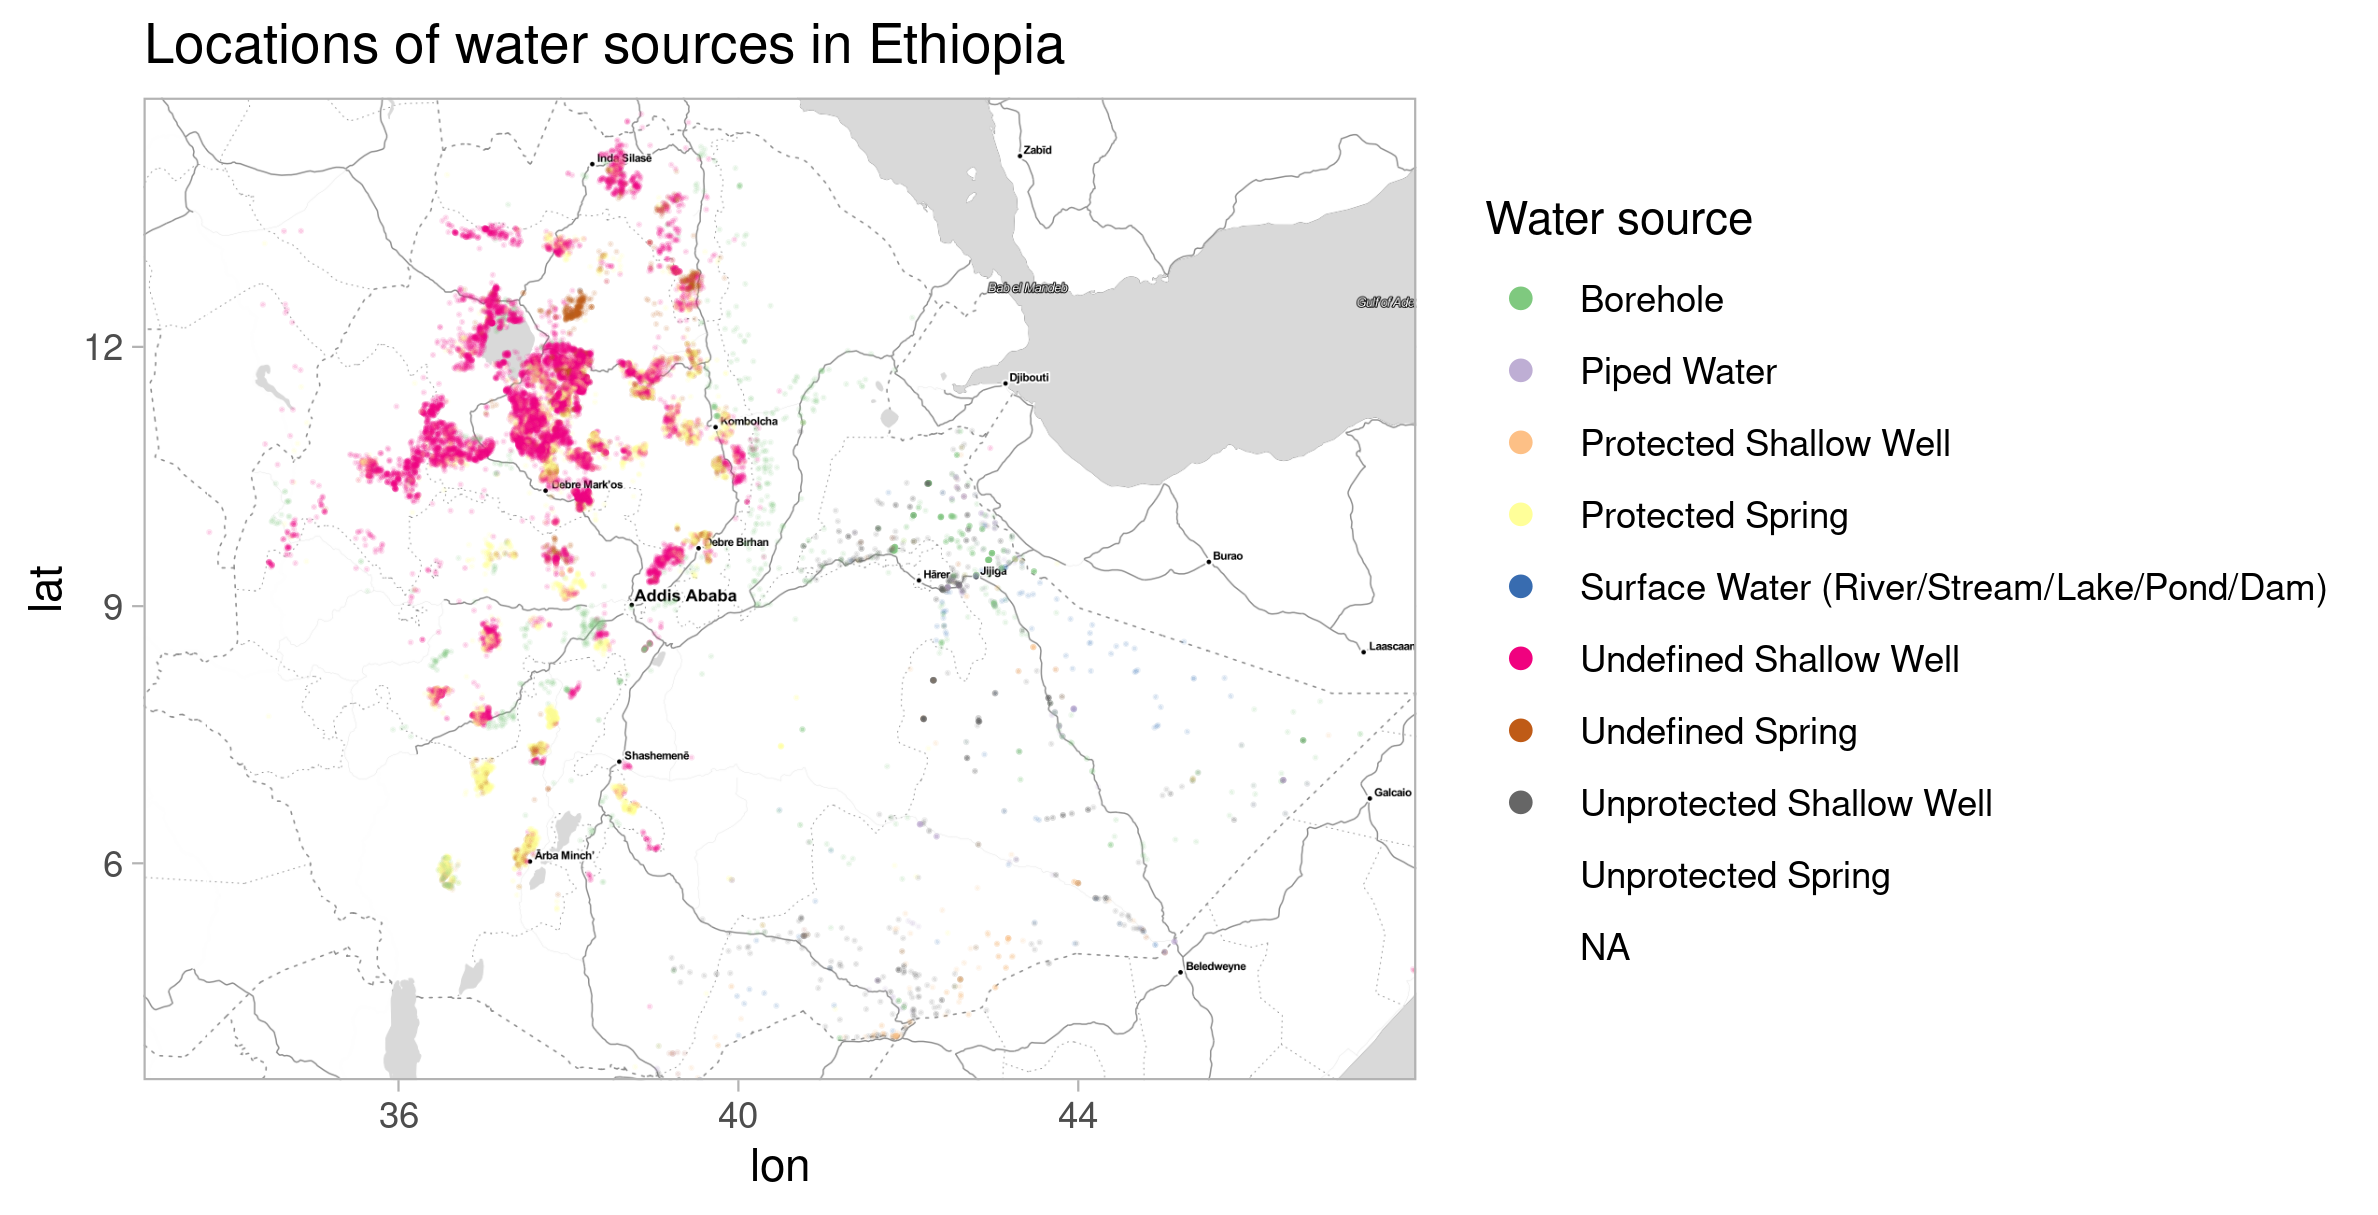 Locations of water sources in Ethiopia
Inda Silasē
Zabīd
Bab el Mandeb
Gulf of Ade
12
Djibouti
Kombolcha
Debre Mark'os
Debre Birhan
Burao
Härer
Jijiga
lat
9
Addis Ababa
Laascaan
Shashemenē
Galcaio
6
Ārba Minch'
Beledweyne
36
40
44
lon
Water source
Borehole
Piped Water
Protected Shallow Well
Protected Spring
Surface Water (River/Stream/Lake/Pond/Dam)
Undefined Shallow Well
Undefined Spring
Unprotected Shallow Well
Unprotected Spring
NA